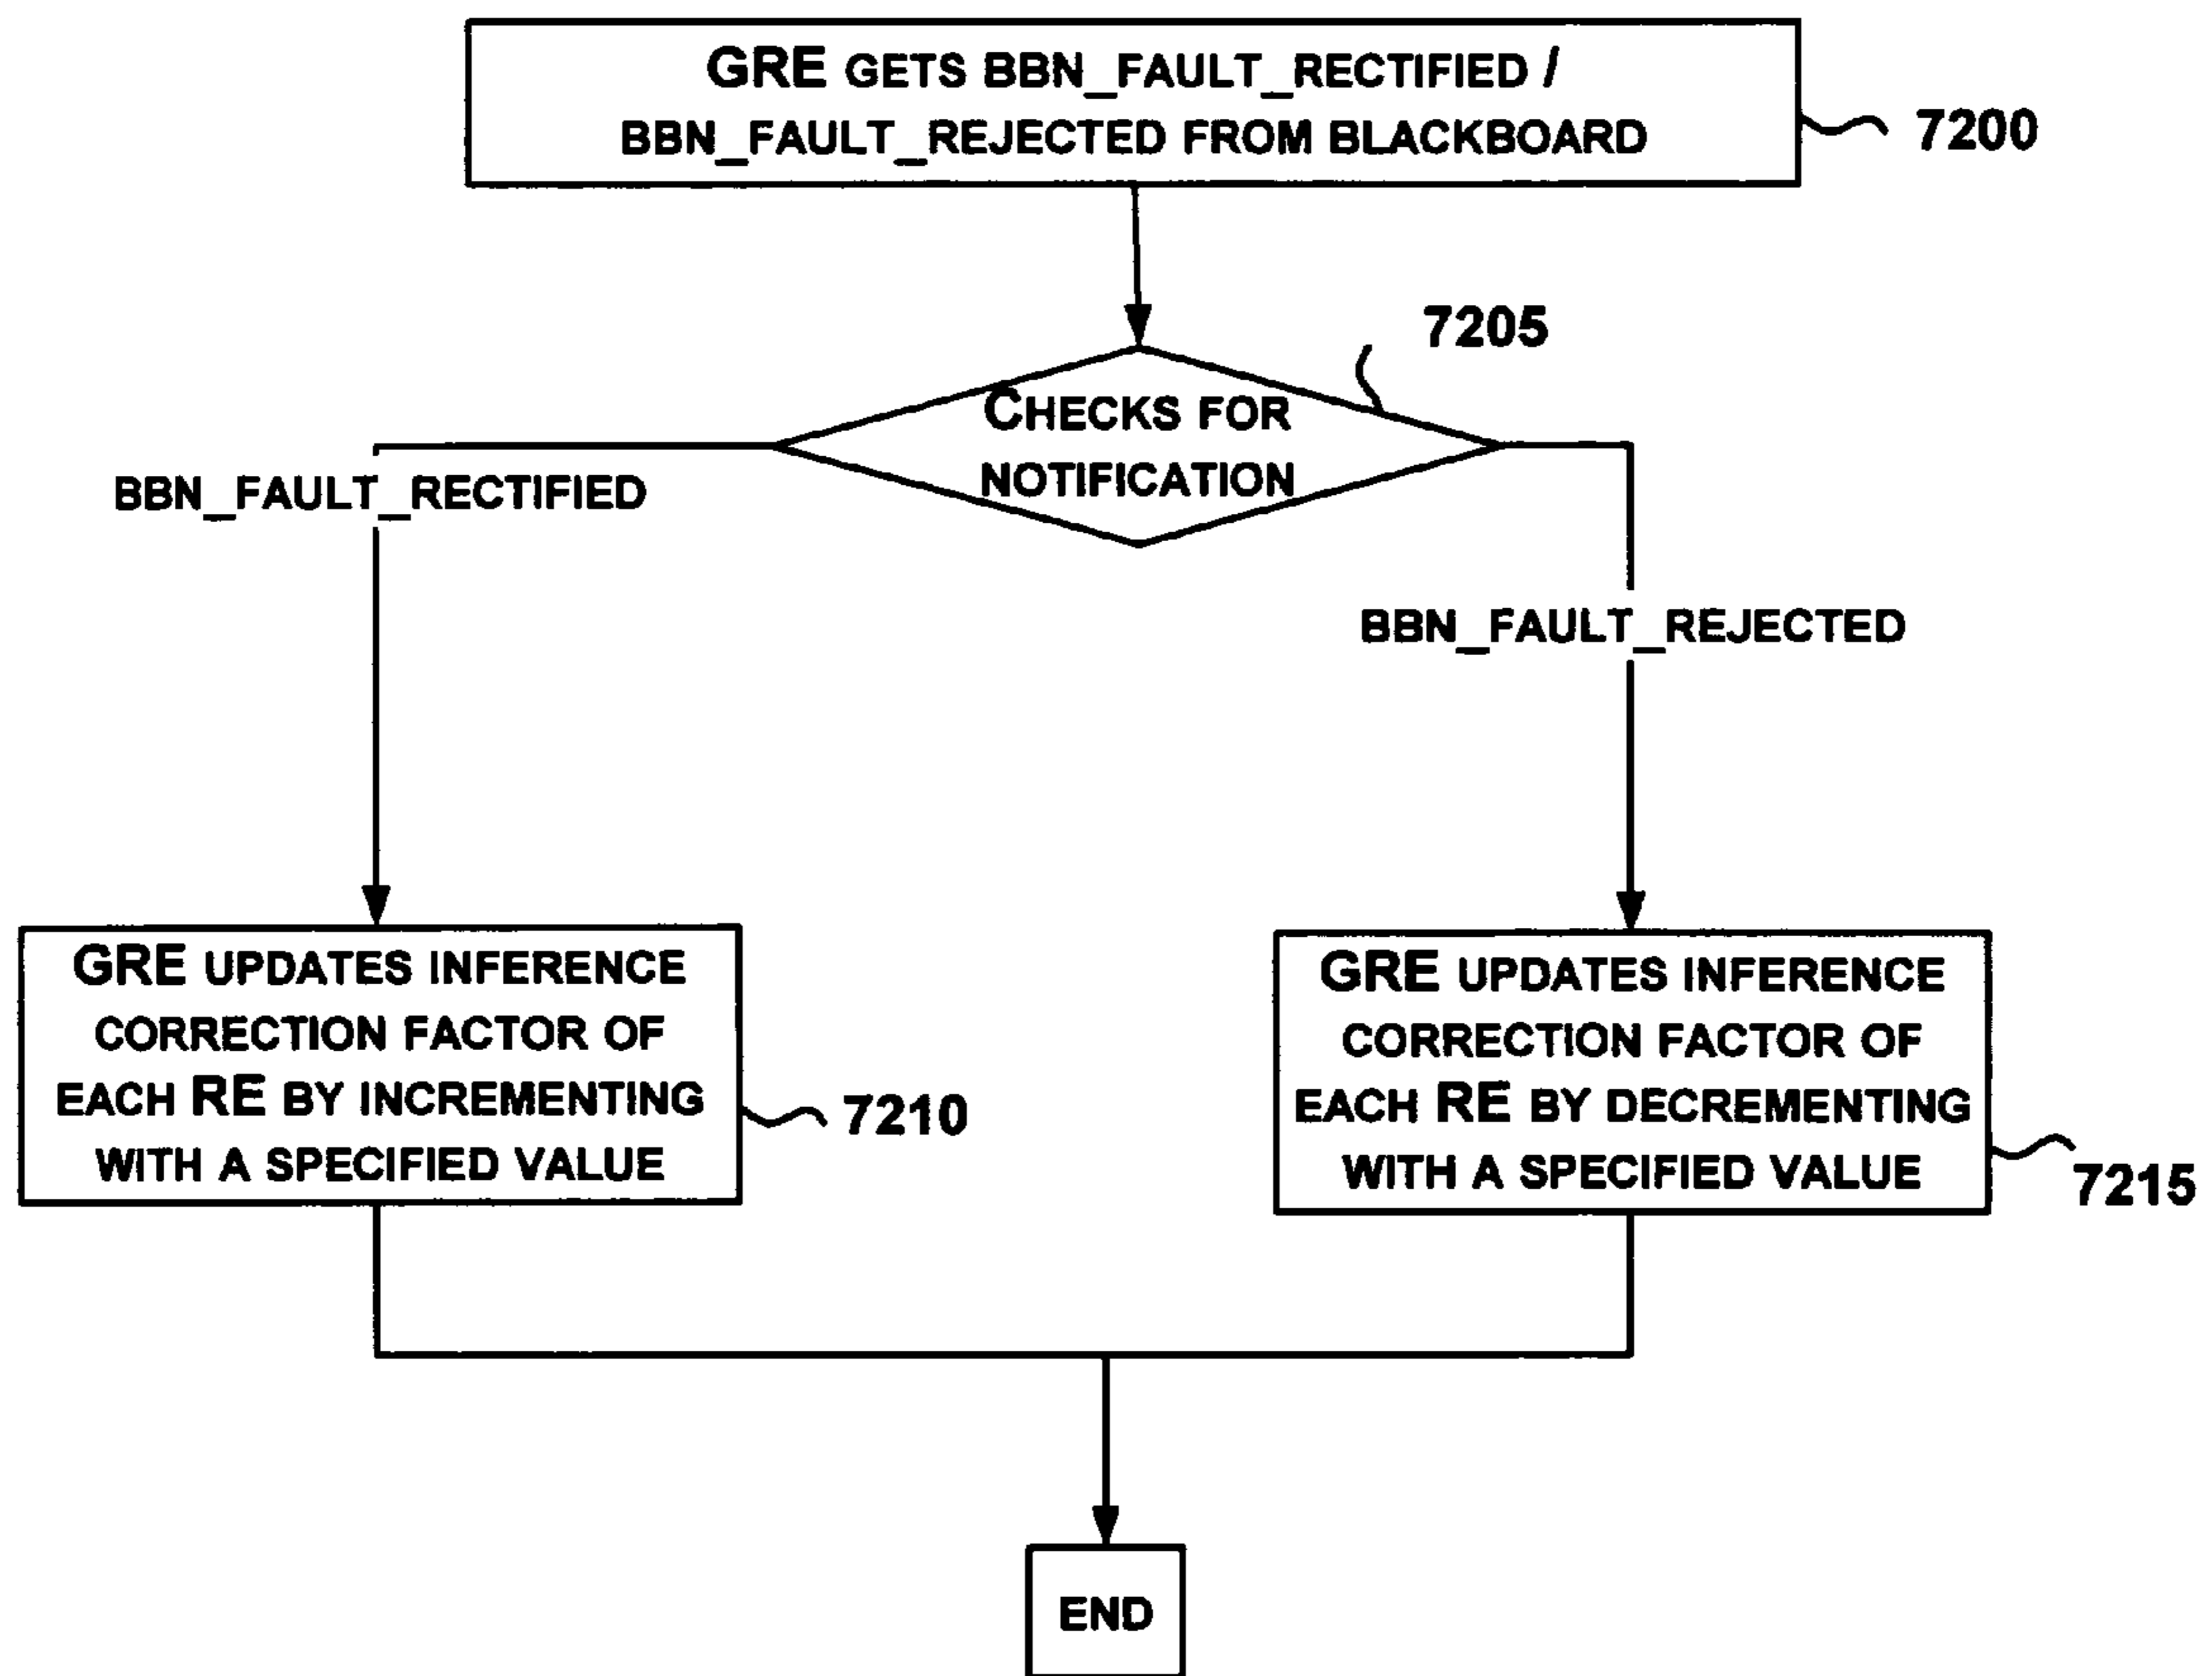 GRE GETS BBN_FAULT_RECTIFIED /
BBN_FAULT_REJECTED FROM BLACKBOARD
7200
7205
CHECKS FOR
NOTIFICATION
BBN_FAULT_RECTIFIED
BBN_FAULT_REJECTED
GRE UPDATES INFERENCE
CORRECTION FACTOR OF
EACH RE BY INCREMENTING
WITH A SPECIFIED VALUE
7210
GRE UPDATES INFERENCE
CORRECTION FACTOR OF
EACH RE BY DECREMENTING
WITH A SPECIFIED VALUE
7215
END